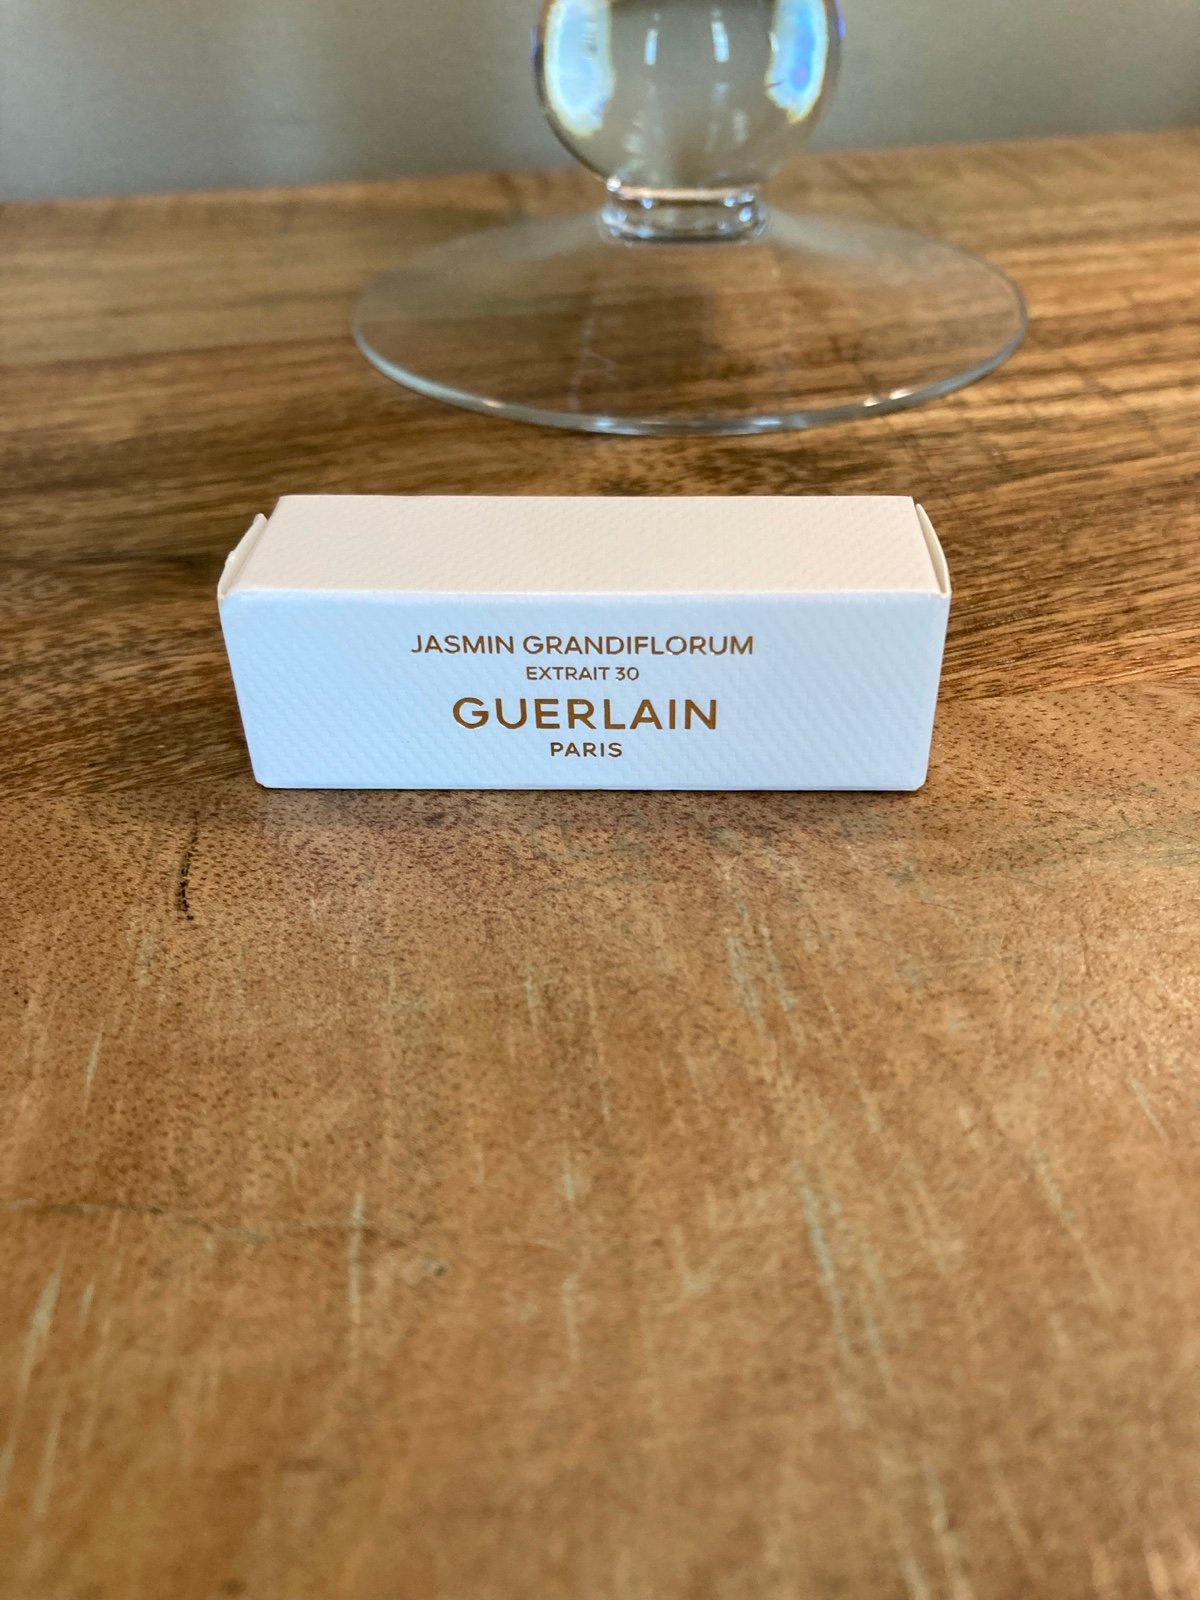 JASMIN GRANDIFLORUM
EXTRAIT 30
GUERLAIN
PARIS